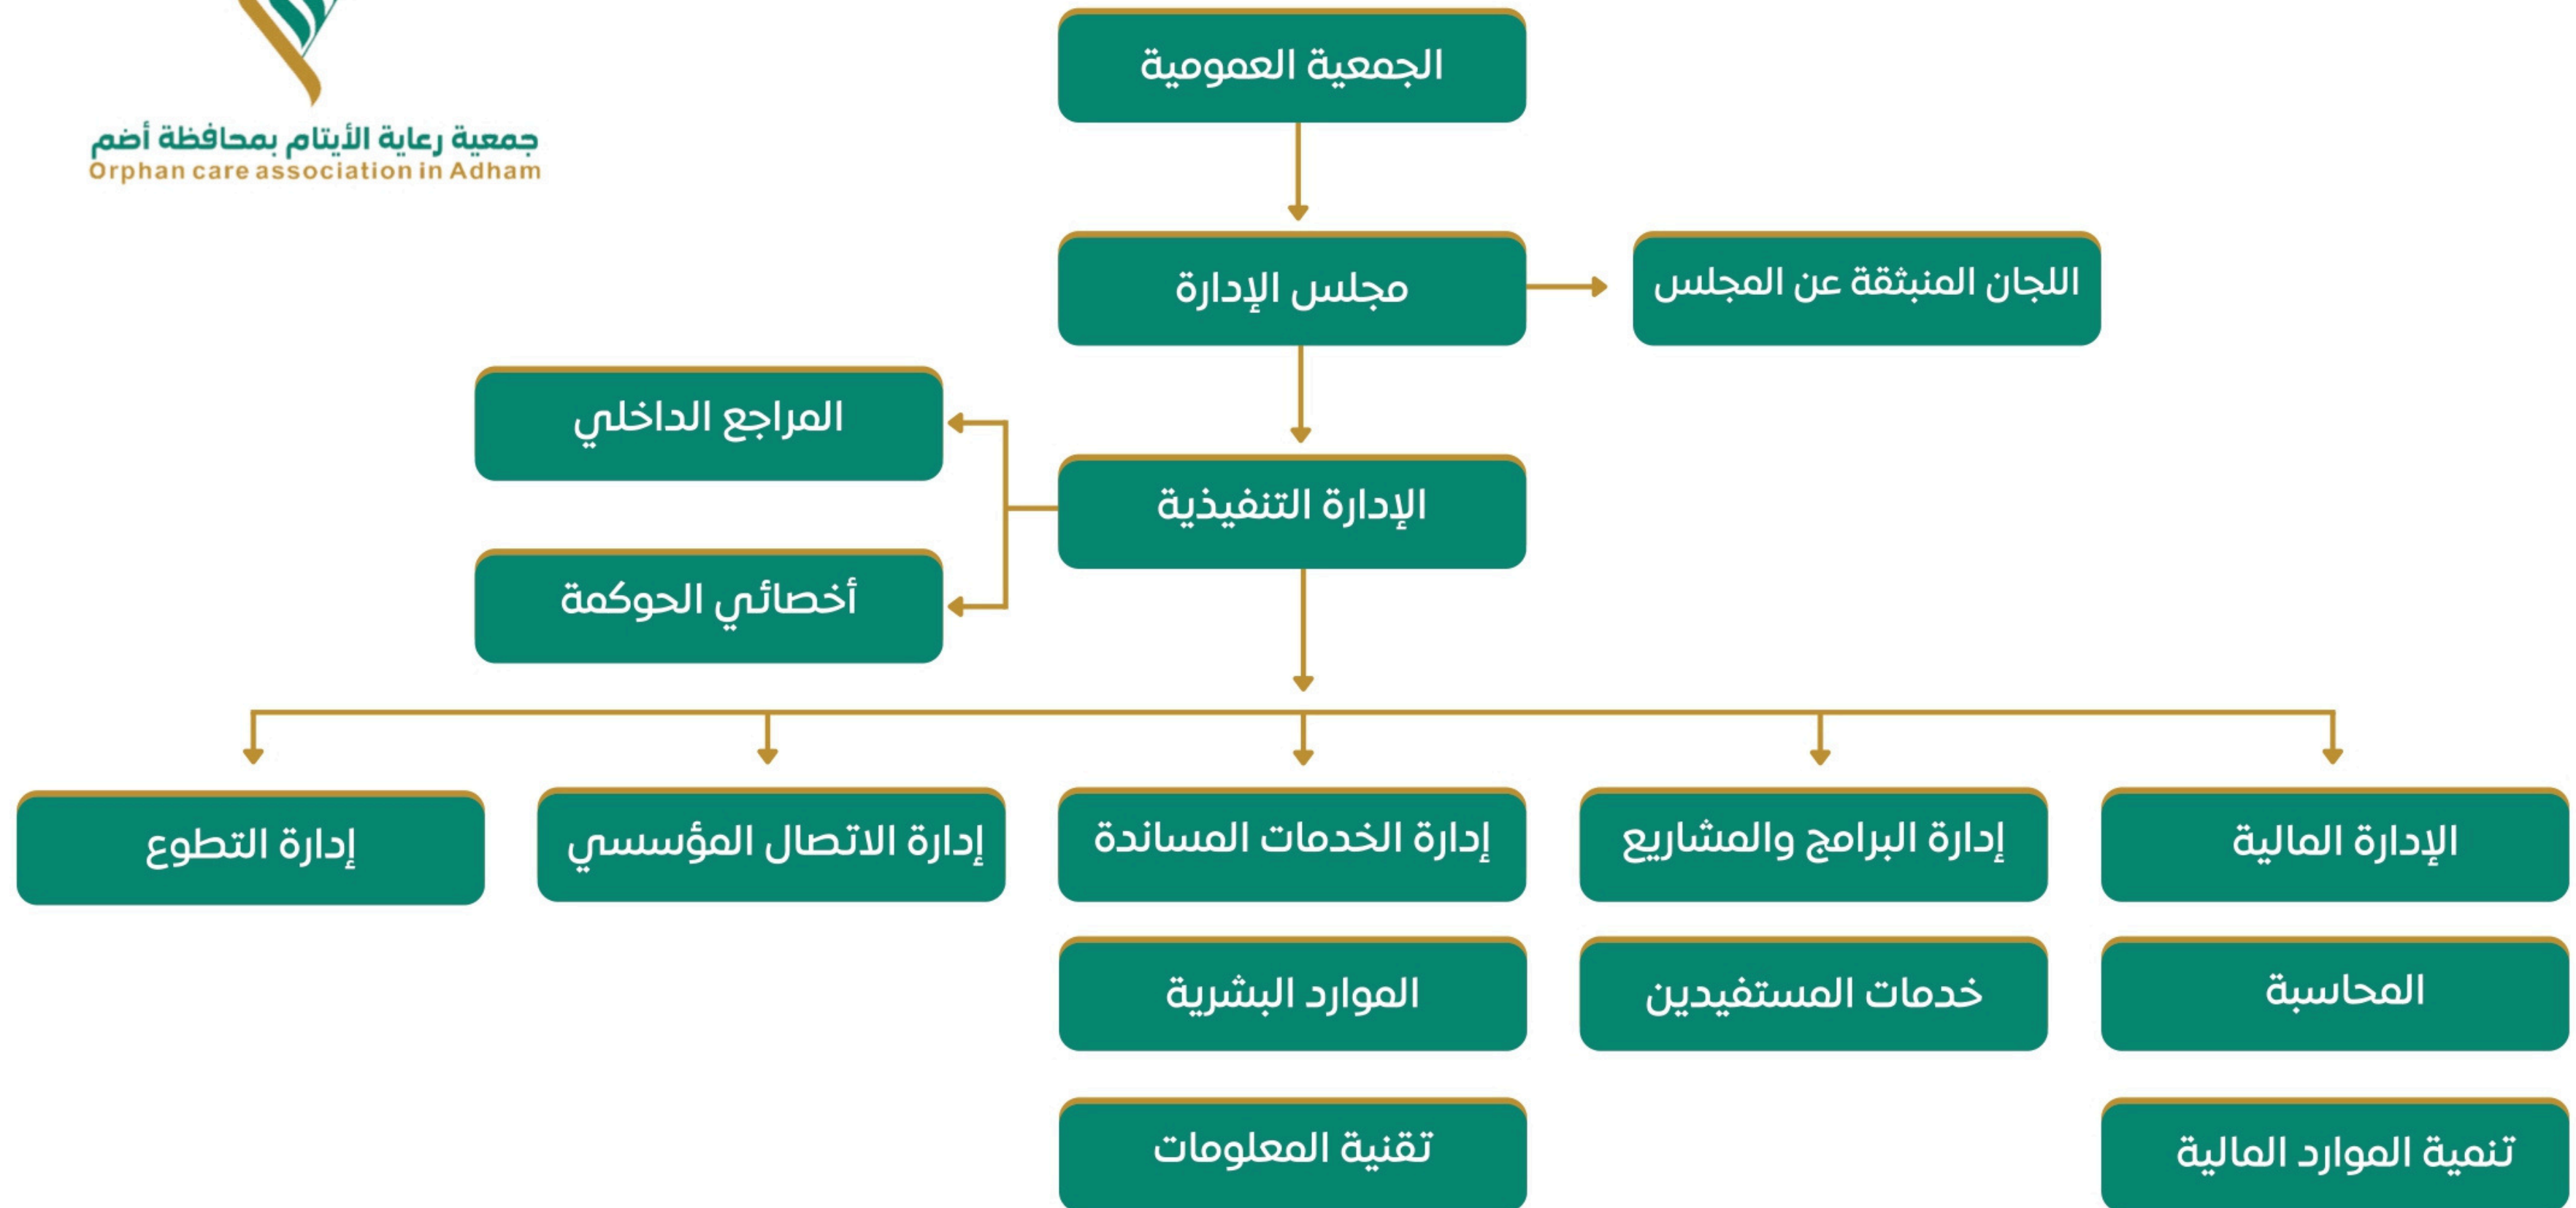 جمعية رعاية الأيتام بمحافظة أضم
Orphan care association in Adham
الجمعية العمومية
مجلس الإدارة
اللجان المنبثقة عن المجلس
المراجع الداخلي
الإدارة التنفيذية
أخصائي الحوكمة
الإدارة المالية
إدارة البرامج والمشاريع
إدارة الخدمات المساندة
إدارة الاتصال المؤسسي
إدارة التطوع
المحاسبة
خدمات المستفيدين
الموارد البشرية
تنمية الموارد المالية
تقنية المعلومات